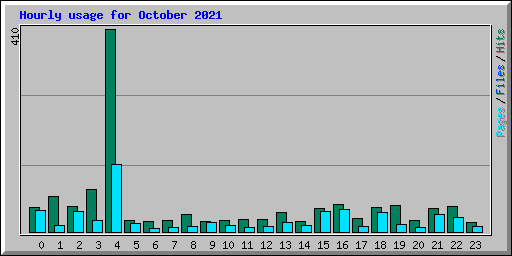 Hourly usage for October 2021
410
Pages/Files/Hits
0 1 2 3 4 5 6 7 8 9 10 11 12 13 14 15 16 17 18 19 20 21 22 23